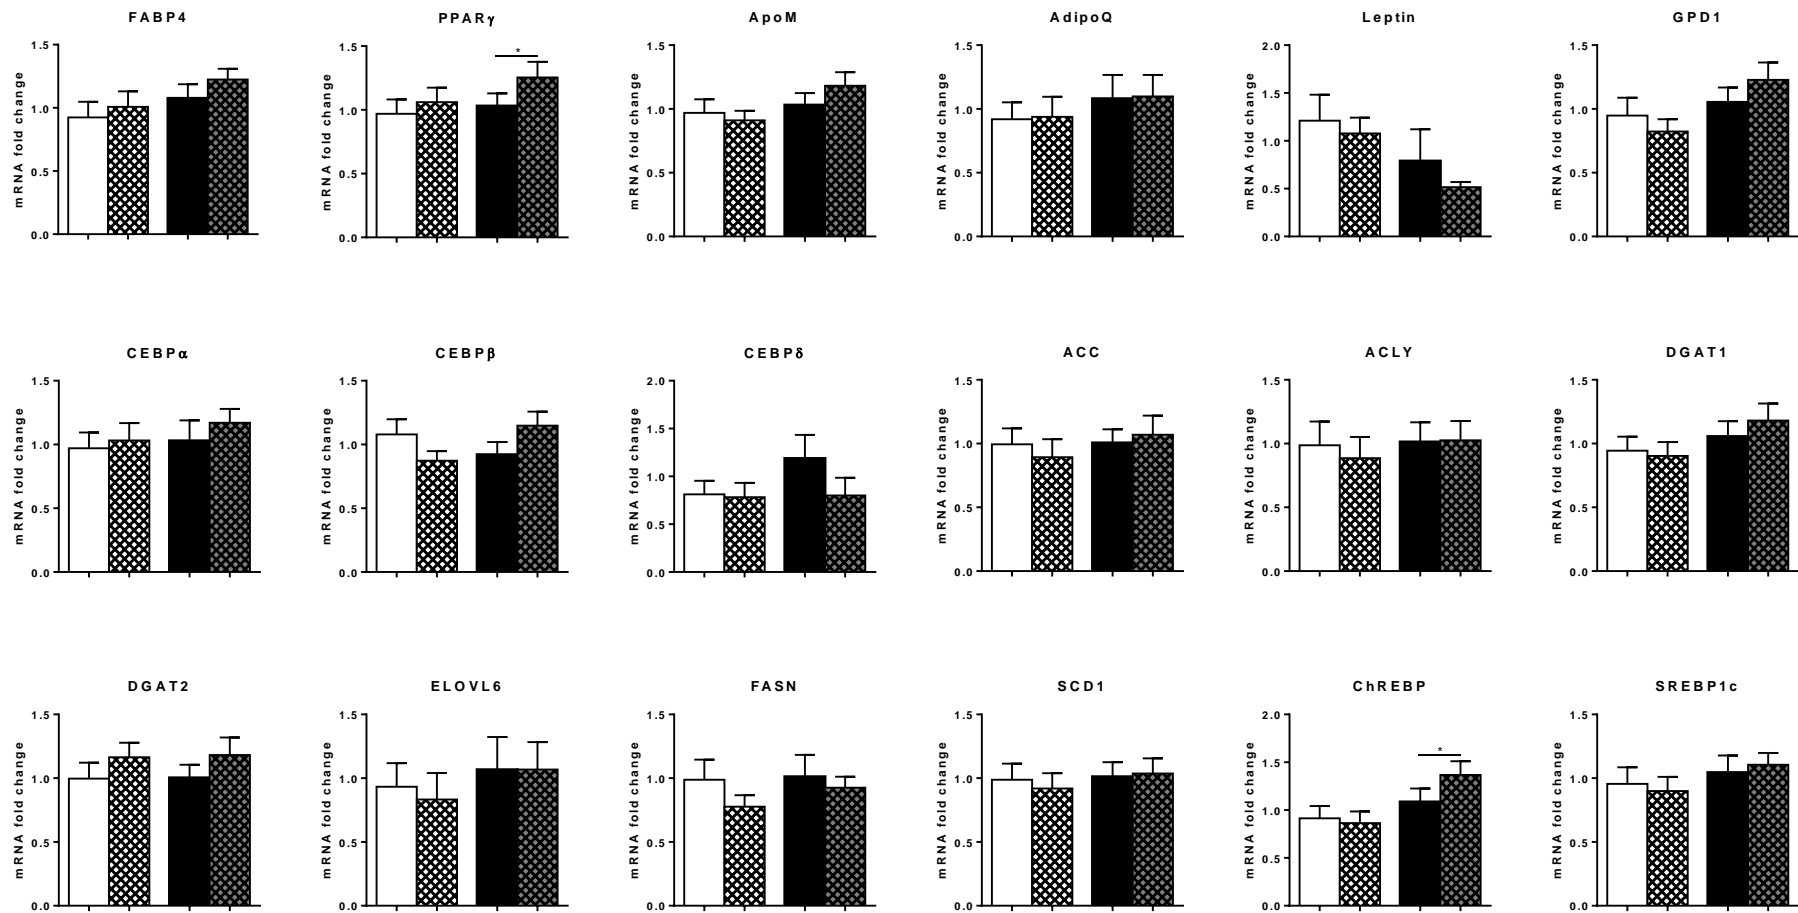 FABP4 PPARγ ApoM AdipoQ Leptin GPD1
mRNA fold change mRNA fold change mRNA fold change mRNA fold change mRNA fold change mRNA fold change
1.5 1.5 1.5 1.5 2.0 1.5
*
1.5
1.0 1.0 1.0 1.0 1.0 1.0
0.5 0.5 0.5 0.5 0.5 0.5
0.0 0.0 0.0 0.0 0.0 0.0
CEBPα CEBPβ CEBPδ ACC ACLY DGAT1
mRNA fold change mRNA fold change mRNA fold change mRNA fold change mRNA fold change mRNA fold change
1.5 1.5 2.0 1.5 1.5 1.5
1.5
1.0 1.0 1.0 1.0 1.0 1.0
0.5 0.5 0.5 0.5 0.5 0.5
0.0 0.0 0.0 0.0 0.0 0.0
DGAT2 ELOVL6 FASN SCD1 ChREBP SREBP1c
mRNA fold change mRNA fold change mRNA fold change mRNA fold change mRNA fold change mRNA fold change
1.5 1.5 1.5 1.5 2.0 1.5
*
1.5
1.0 1.0 1.0 1.0 1.0 1.0
0.5 0.5 0.5 0.5 0.5 0.5
0.0 0.0 0.0 0.0 0.0 0.0